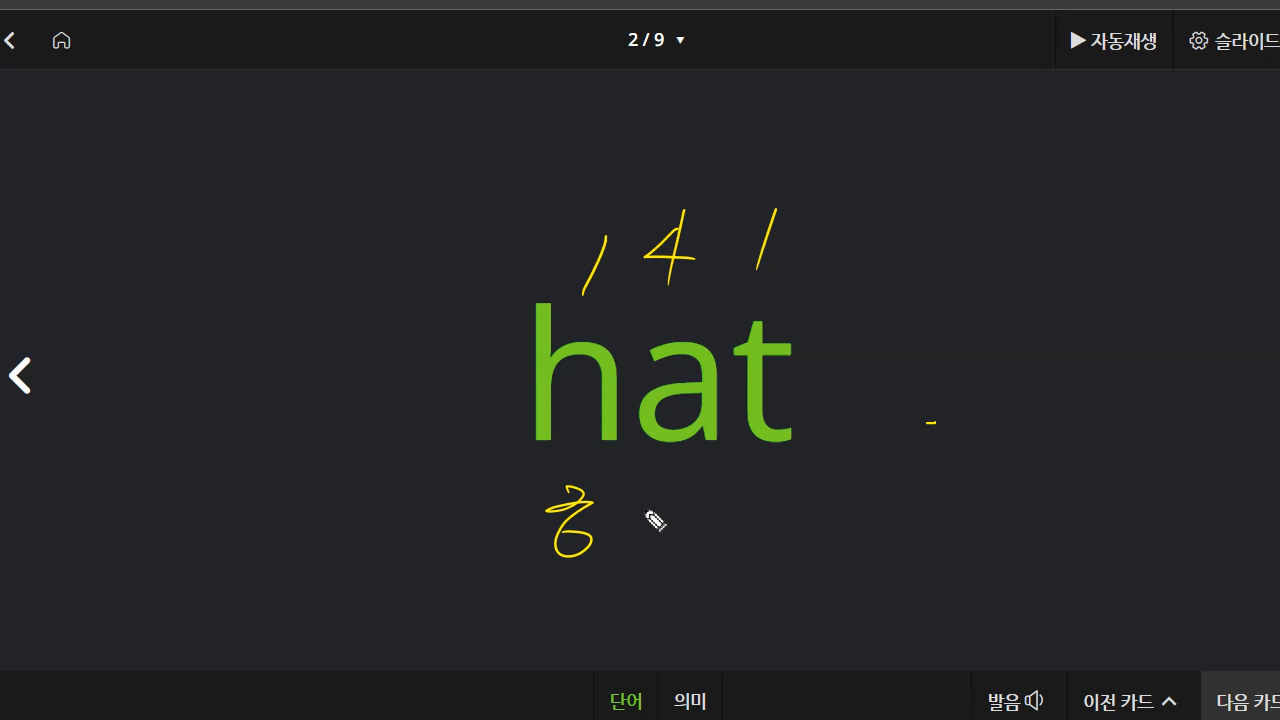 2 / 9 ▼
▶ 자동재생
슬라이드
1 4 1
hat
ㅎ
단어
의미
발음
이전 카드
다음 카드